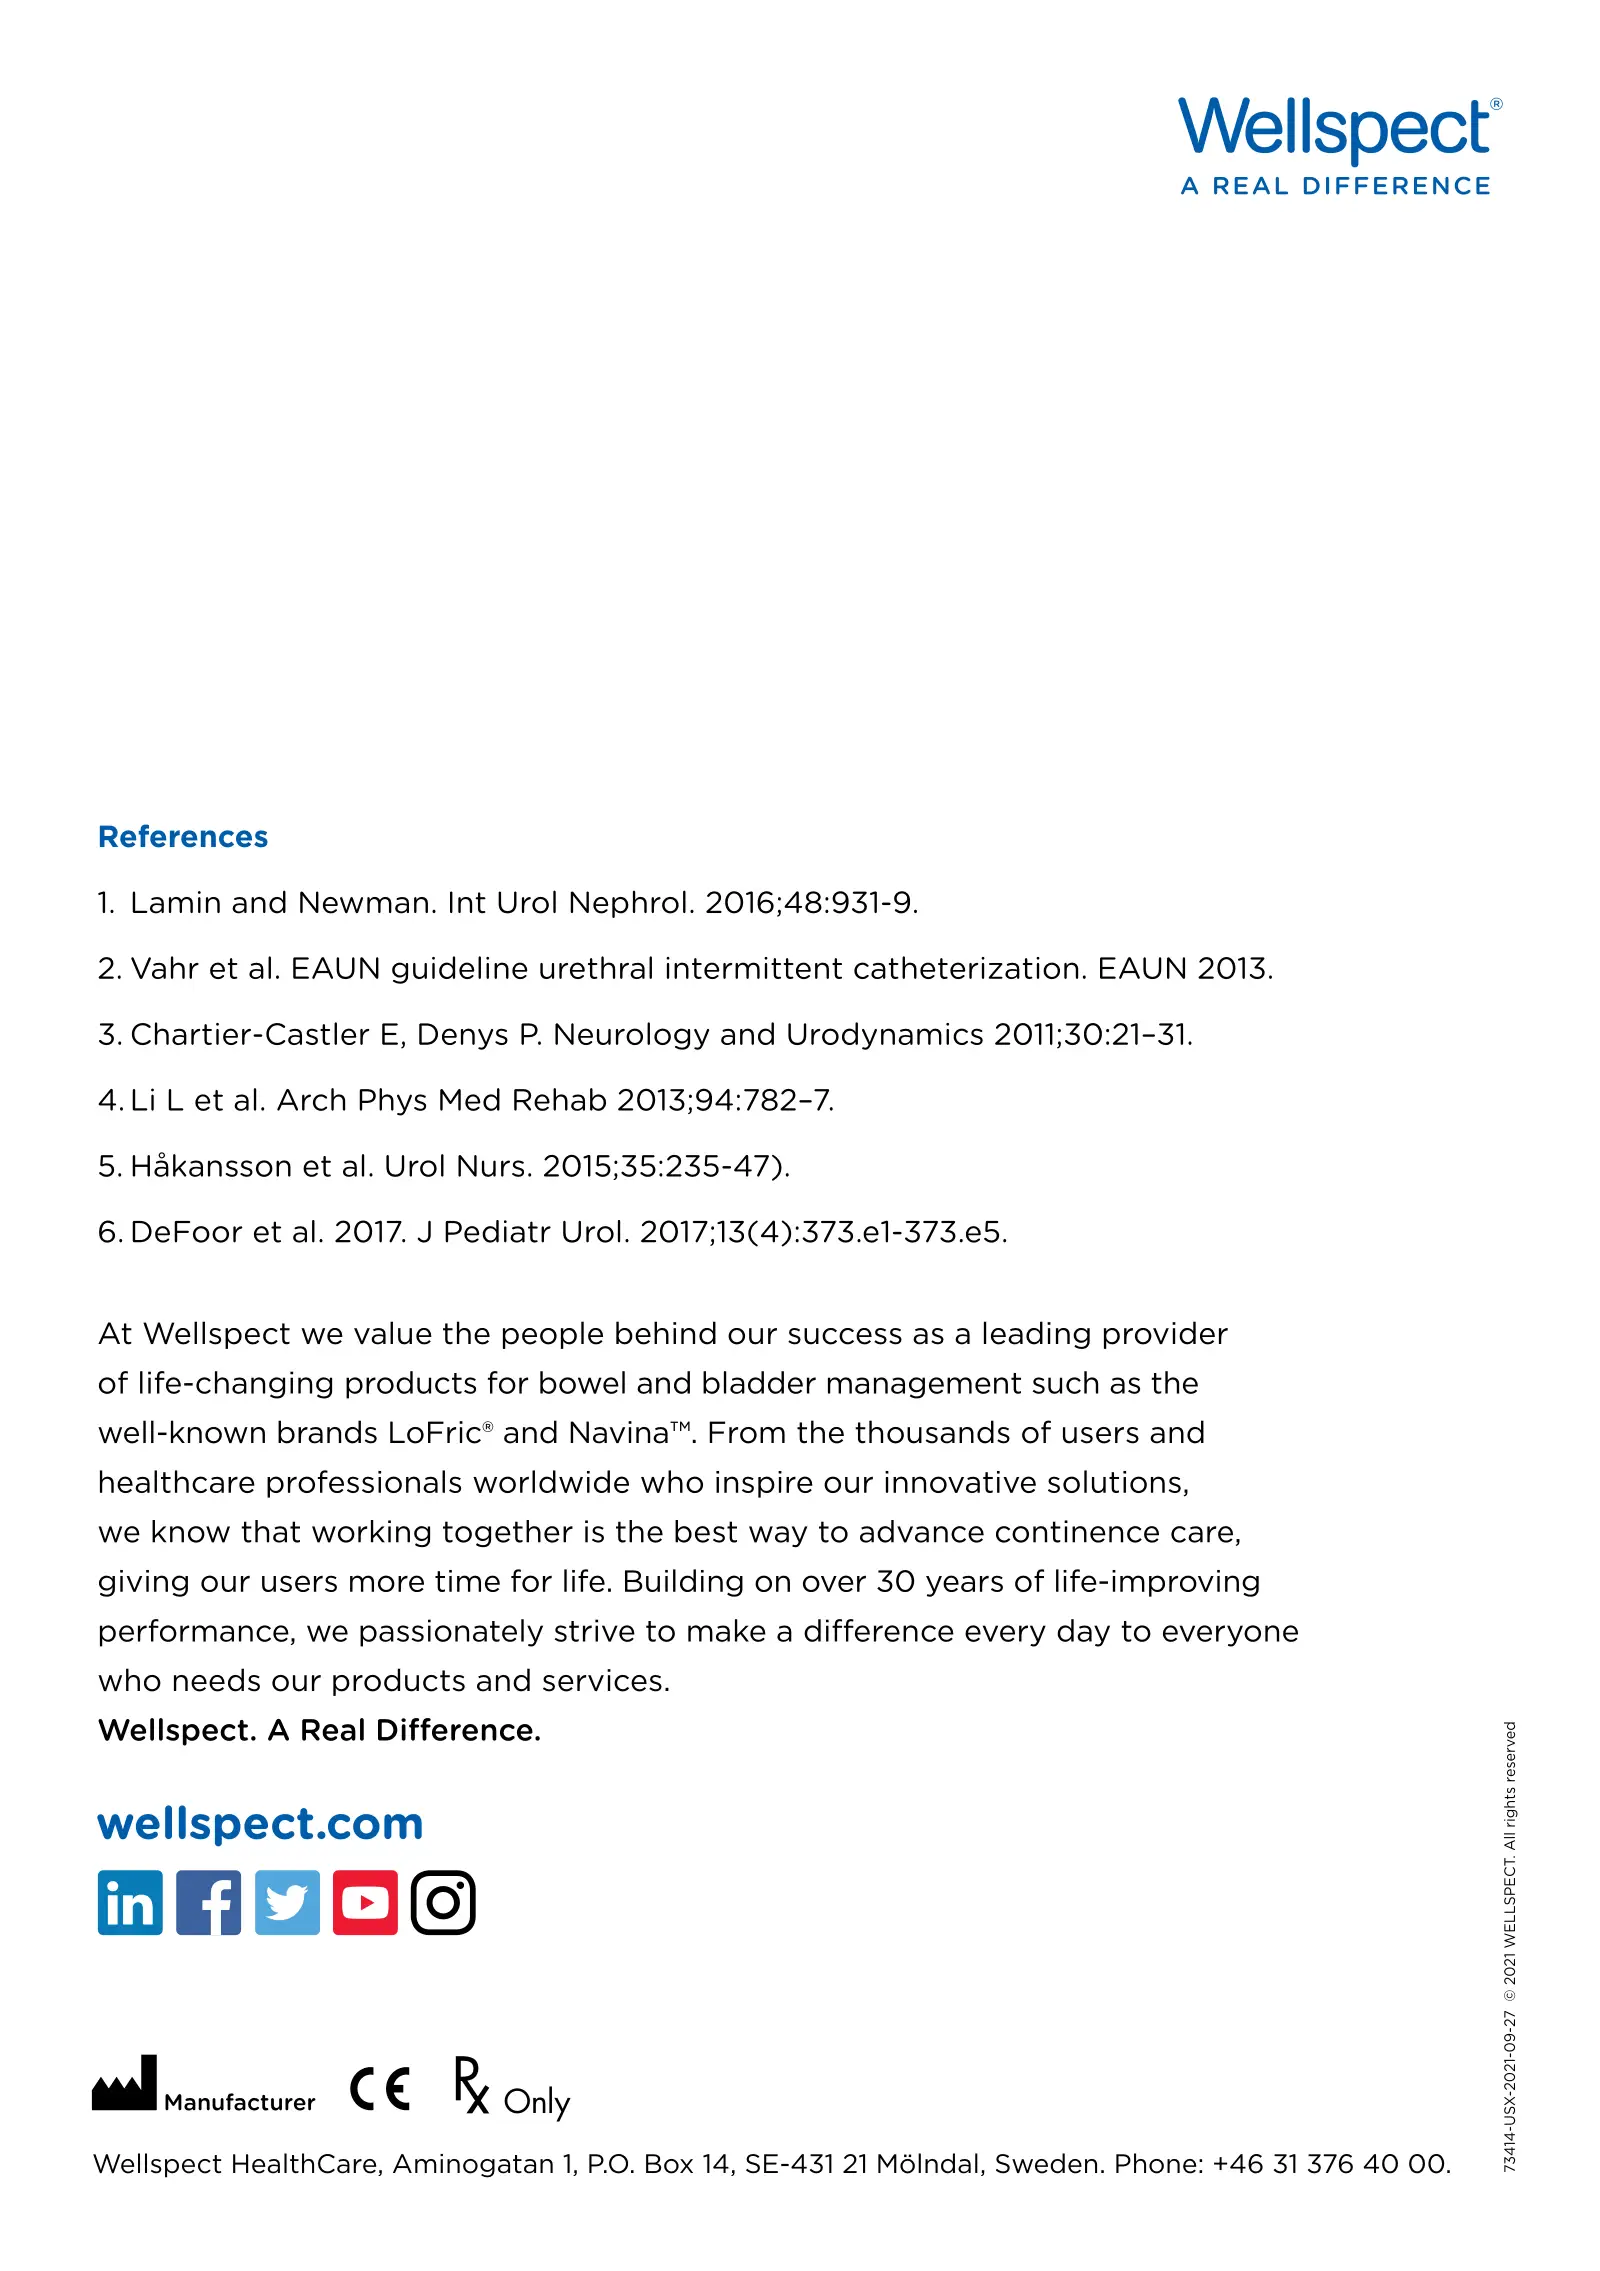 Wellspect®
A REAL DIFFERENCE
References
1. Lamin and Newman. Int Urol Nephrol. 2016;48:931-9.
2. Vahr et al. EAUN guideline urethral intermittent catheterization. EAUN 2013.
3. Chartier-Castler E, Denys P. Neurology and Urodynamics 2011;30:21–31.
4. Li L et al. Arch Phys Med Rehab 2013;94:782–7.
5. Håkansson et al. Urol Nurs. 2015;35:235-47).
6. DeFoor et al. 2017. J Pediatr Urol. 2017;13(4):373.e1-373.e5.
At Wellspect we value the people behind our success as a leading provider
of life-changing products for bowel and bladder management such as the
well-known brands LoFric® and Navina™. From the thousands of users and
healthcare professionals worldwide who inspire our innovative solutions,
we know that working together is the best way to advance continence care,
giving our users more time for life. Building on over 30 years of life-improving
performance, we passionately strive to make a difference every day to everyone
who needs our products and services.
Wellspect. A Real Difference.
wellspect.com
in f
Manufacturer CE Rx Only
Wellspect HealthCare, Aminogatan 1, P.O. Box 14, SE-431 21 Mölndal, Sweden. Phone: +46 31 376 40 00.
73414-USX-2021-09-27 © 2021 WELLSPECT. All rights reserved